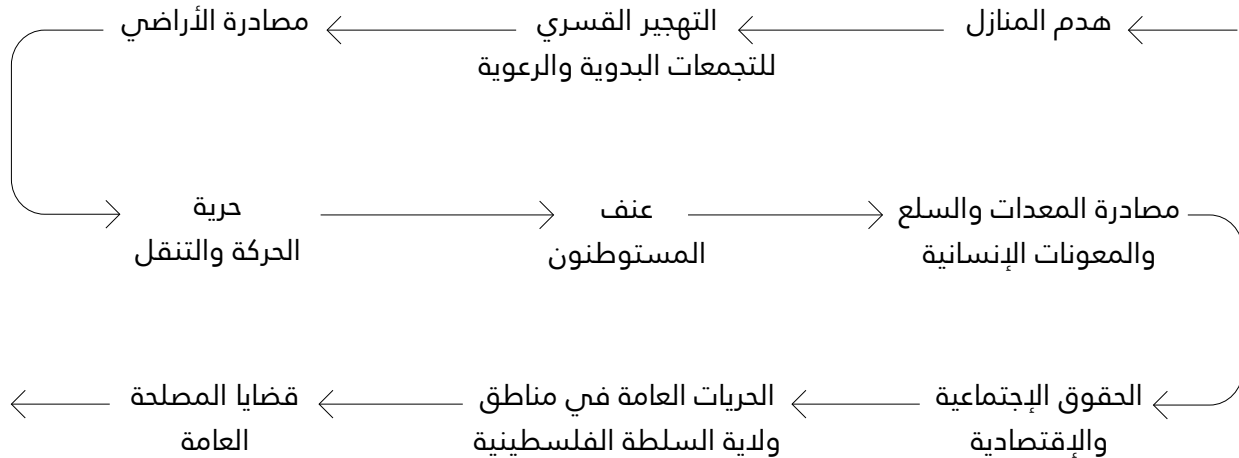 هدم المنازل
التهجير القسري
للتجمعات البدوية والرعوية
مصادرة الأراضي
حرية
الحركة والتنقل
عنف
المستوطنون
مصادرة المعدات والسلع
والمعونات الإنسانية
الحقوق الإجتماعية
والإقتصادية
الحريات العامة في مناطق
ولاية السلطة الفلسطينية
قضايا المصلحة
العامة